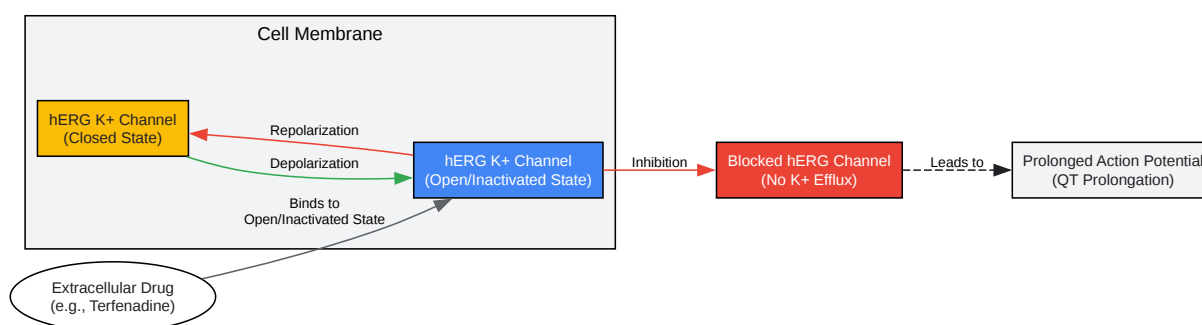 Cell Membrane
hERG K+ Channel
(Closed State)
Repolarization
Depolarization
hERG K+ Channel
(Open/Inactivated State)
Inhibition
Blocked hERG Channel
(No K+ Efflux)
Leads to
Prolonged Action Potential
(QT Prolongation)
Binds to
Open/Inactivated State
Extracellular Drug
(e.g., Terfenadine)